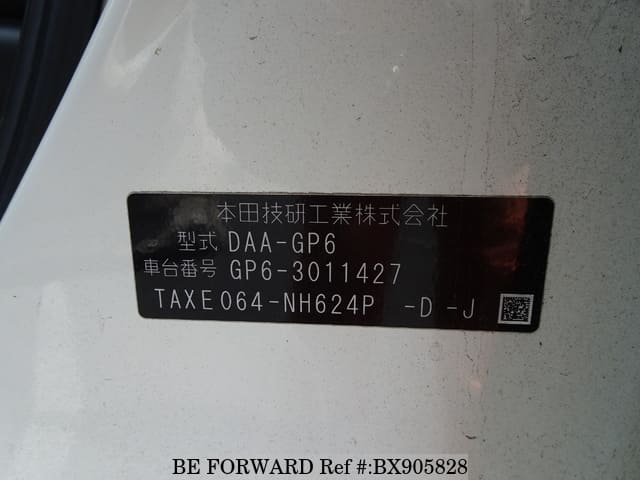 本田技研工業株式会社
型式 DAA-GP6
車台番号 GP6-3011427
TAXE064-NH624P -D -J
BE FORWARD Ref #:BX905828